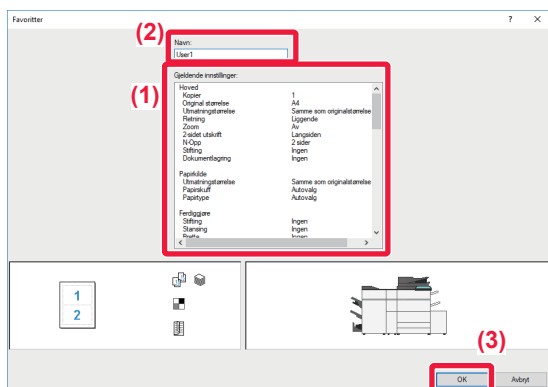 Favoritter ? ✕
(2)
Navn:
User1
(1)
Gjeldende innstillinger:
Hoved
Kopier 1
Original størrelse A4
Utmatningstørrelse Samme som originalstørrelse
Retning Liggende
Zoom Av
2-sidet utskrift Langsiden
N-Opp 2 sider
Stifting Ingen
Dokumentlagring Ingen
Papirkilde
Utmatningstørrelse Samme som originalstørrelse
Papirskuff Autovalg
Papirtype Autovalg
Ferdiggjøre
Stifting Ingen
Stansing Ingen
Brette Ingen
1
2
(3)
OK Avbryt